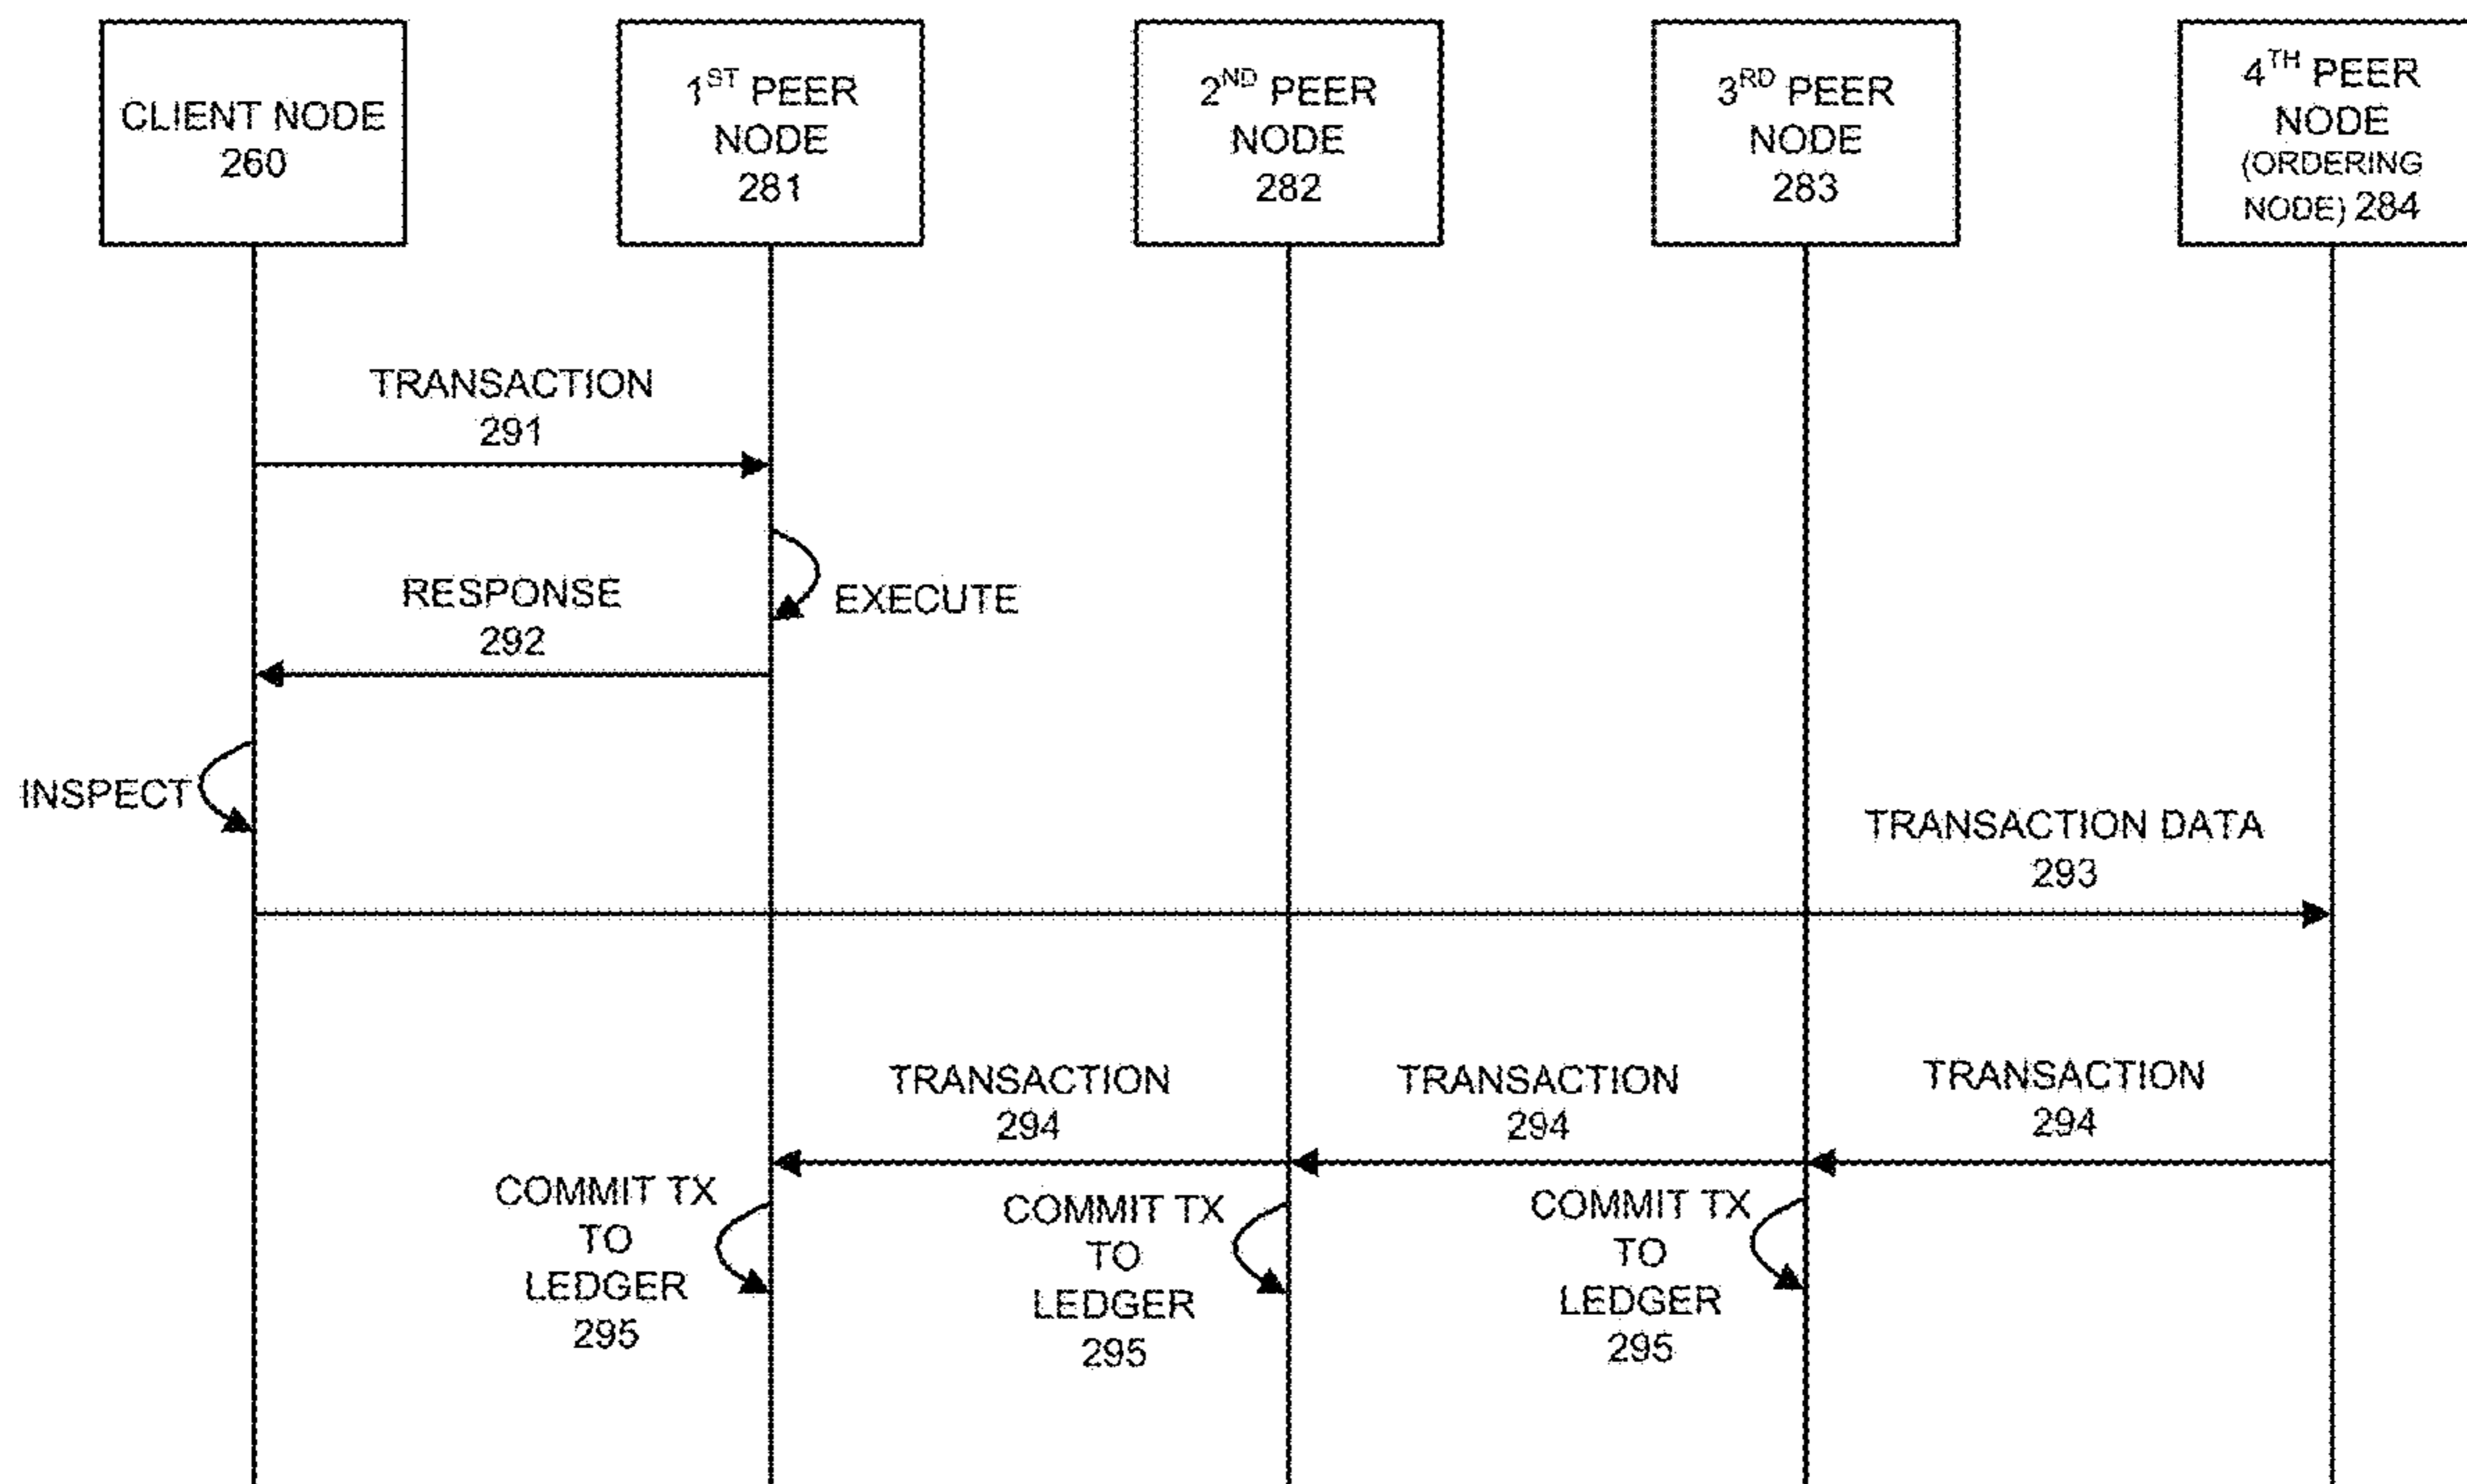 CLIENT NODE
260
1ST PEER
NODE
281
2ND PEER
NODE
282
3RD PEER
NODE
283
4TH PEER
NODE
(ORDERING
NODE) 284
TRANSACTION
291
EXECUTE
RESPONSE
292
INSPECT
TRANSACTION DATA
293
TRANSACTION
294
TRANSACTION
294
TRANSACTION
294
COMMIT TX
TO
LEDGER
295
COMMIT TX
TO
LEDGER
295
COMMIT TX
TO
LEDGER
295